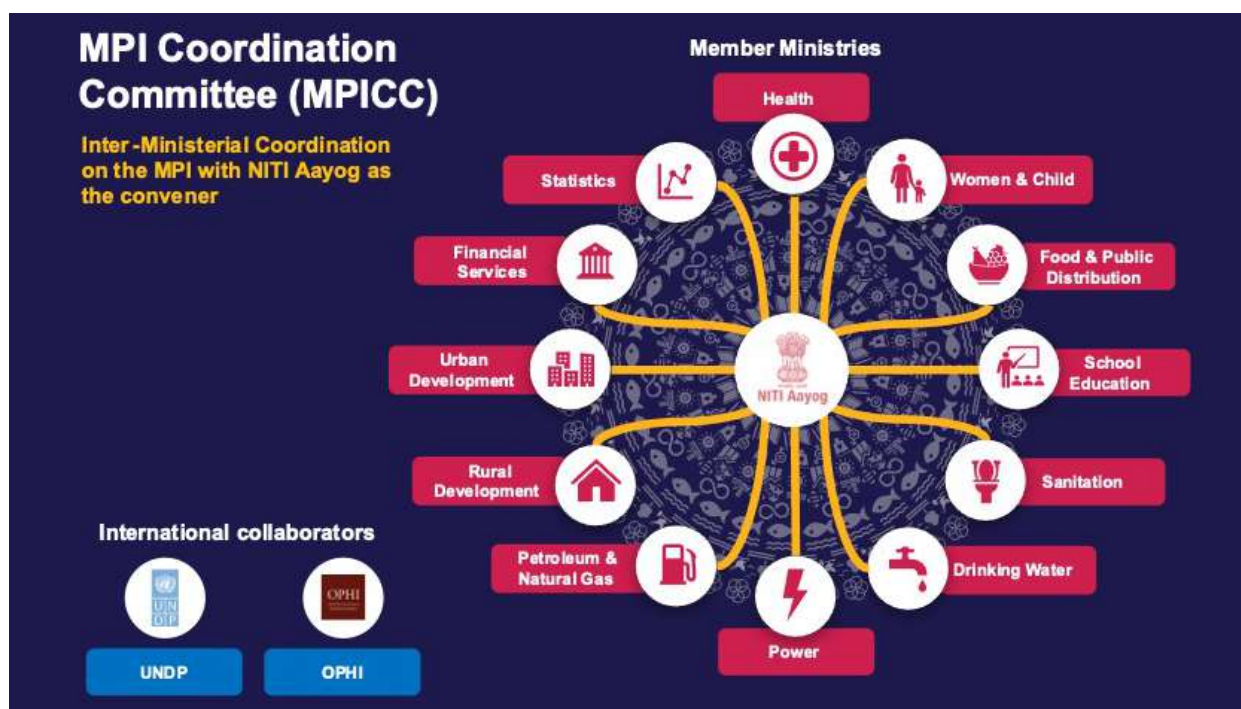 MPI Coordination
Committee (MPICC)
Inter-Ministerial Coordination
on the MPI with NITI Aayog as
the convener
Member Ministries
Health
Women & Child
Food & Public
Distribution
School
Education
Sanitation
Drinking Water
Power
Petroleum &
Natural Gas
Rural
Development
Urban
Development
Financial
Services
Statistics
NITI Aayog
International collaborators
UN
DP
UNDP
OPHI
OPHI